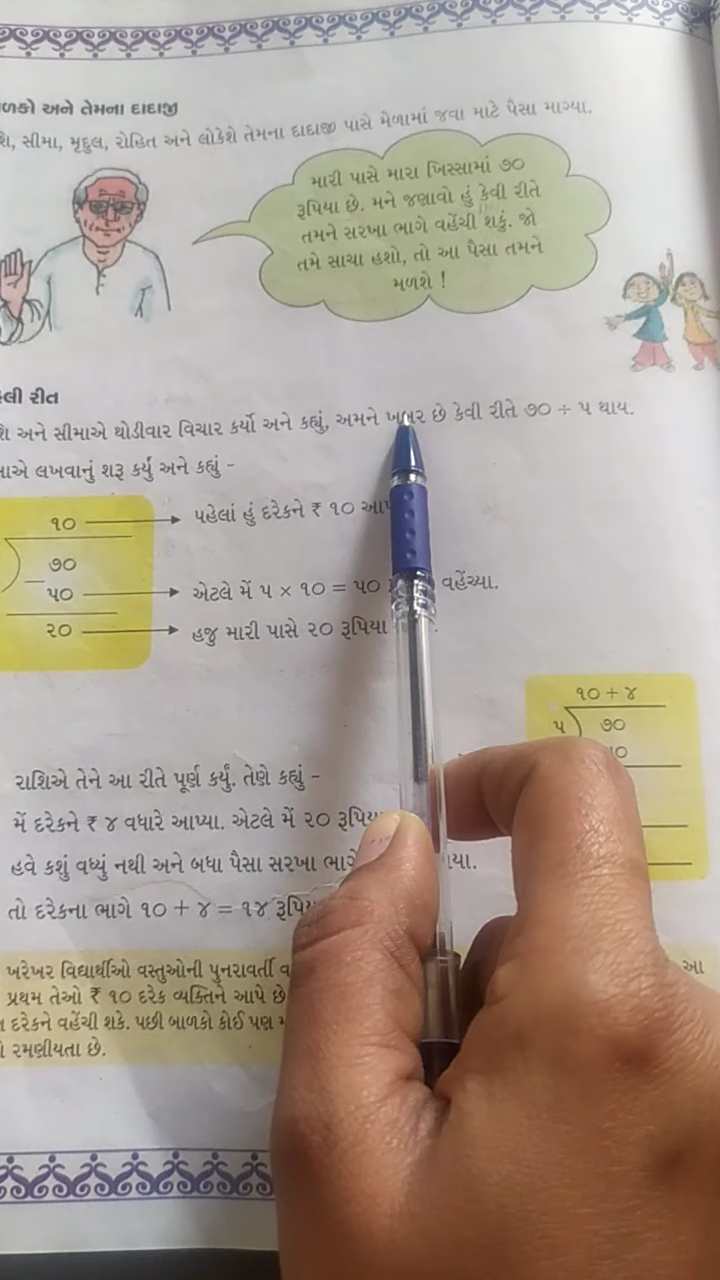 અને તેમના દાદાજી
સીમા, મૃદુલ, રોહિત અને લોકેશે તેમના દાદાજી પાસે મેળામાં જવા માટે પૈસા માગ્યા.
મારી પાસે મારા ખિસ્સામાં ૭૦
રૂપિયા છે. મને જણાવો હું કેવી રીતે
તમને સરખા ભાગે વહેંચી શકું. જો
તમે સાચા હશો, તો આ પૈસા તમને
મળશે !
રીત
અને સીમાએ થોડીવાર વિચાર કર્યો અને કહ્યું, અમને છે કેવી રીતે ૭૦ ÷ ૫ થાય.
લખવાનું શરૂ કર્યું અને કહ્યું -
૧૦ પહેલાં હું દરેકને ₹ ૧૦
૭૦
– ૫૦ એટલે મેં ૫ × ૧૦ = ૫૦ વહેંચ્યા.
૨૦ હજુ મારી પાસે ૨૦ રૂપિયા
૧૦ + ૪
૫ ૭૦
રાશિએ તેને આ રીતે પૂર્ણ કર્યું. તેણે કહ્યું -
મેં દરેકને ₹ ૪ વધારે આપ્યા. એટલે મેં ૨૦
હવે કશું વધ્યું નથી અને બધા પૈસા સરખા
તો દરેકના ભાગે ૧૦ + ૪ = ૧૪
ખરેખર વિદ્યાર્થીઓ વસ્તુઓની પુનરાવર્તી આ
પ્રથમ તેઓ ₹ ૧૦ દરેક વ્યક્તિને આપે છે
દરેકને વહેંચી શકે. પછી બાળકો કોઈ પણ
રમણીયતા છે.